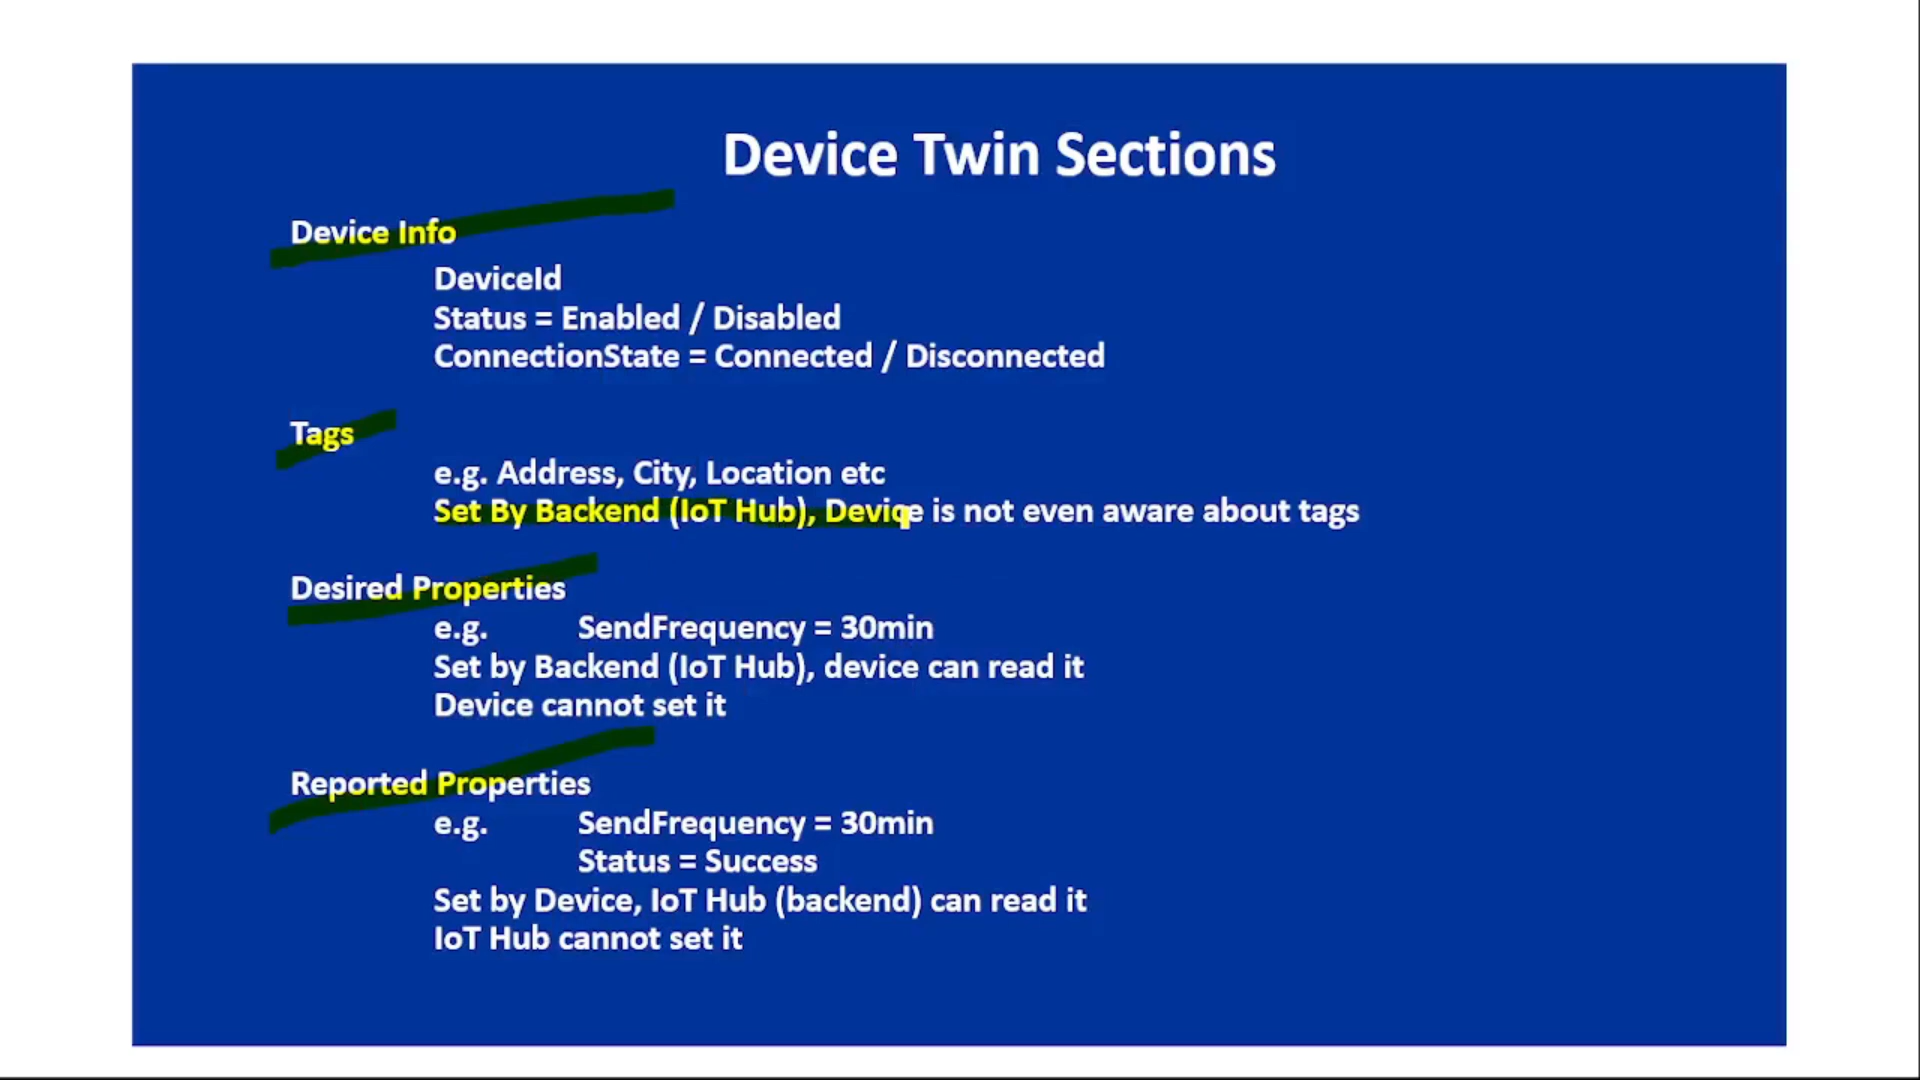 Device Twin Sections
Device Info
DeviceId
Status = Enabled / Disabled
ConnectionState = Connected / Disconnected
Tags
e.g. Address, City, Location etc
Set By Backend (IoT Hub), Device is not even aware about tags
Desired Properties
e.g. SendFrequency = 30min
Set by Backend (IoT Hub), device can read it
Device cannot set it
Reported Properties
e.g. SendFrequency = 30min
Status = Success
Set by Device, IoT Hub (backend) can read it
IoT Hub cannot set it